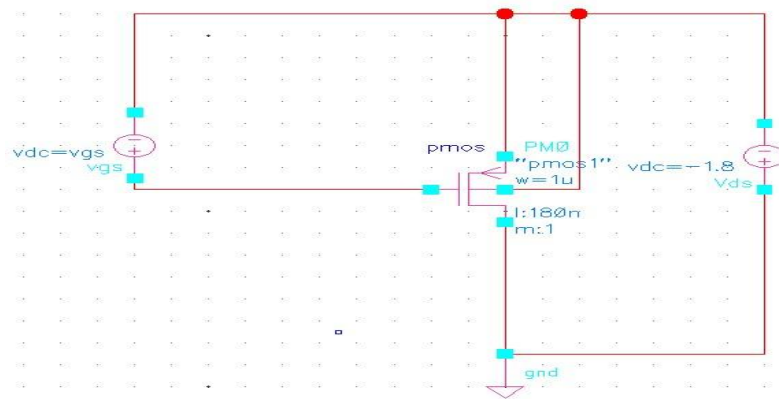 pmos
PM0
"pmos1"
w=1u
l:180n
m:1
−
+
vdc=vgs
vgs
−
+
vdc=−1.8
Vds
gnd